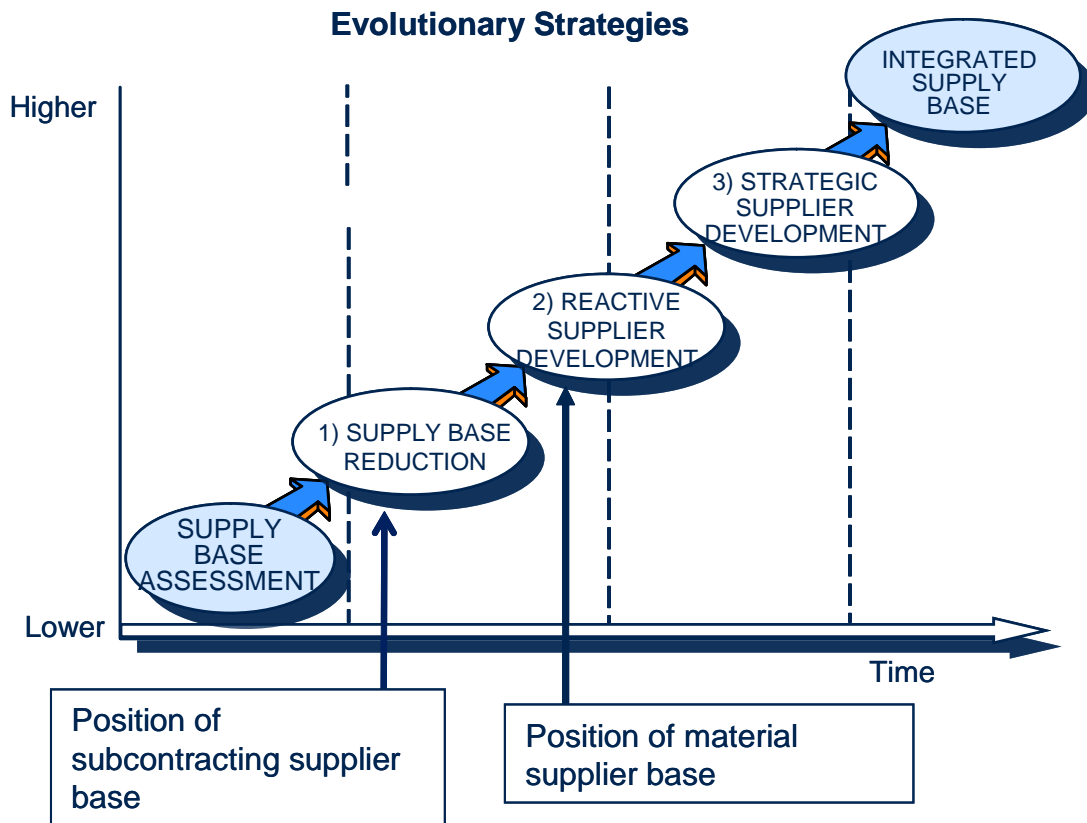 Evolutionary Strategies
Higher
INTEGRATED
SUPPLY
BASE
3) STRATEGIC
SUPPLIER
DEVELOPMENT
2) REACTIVE
SUPPLIER
DEVELOPMENT
1) SUPPLY BASE
REDUCTION
SUPPLY
BASE
ASSESSMENT
Lower
Time
Position of
subcontracting supplier
base
Position of material
supplier base